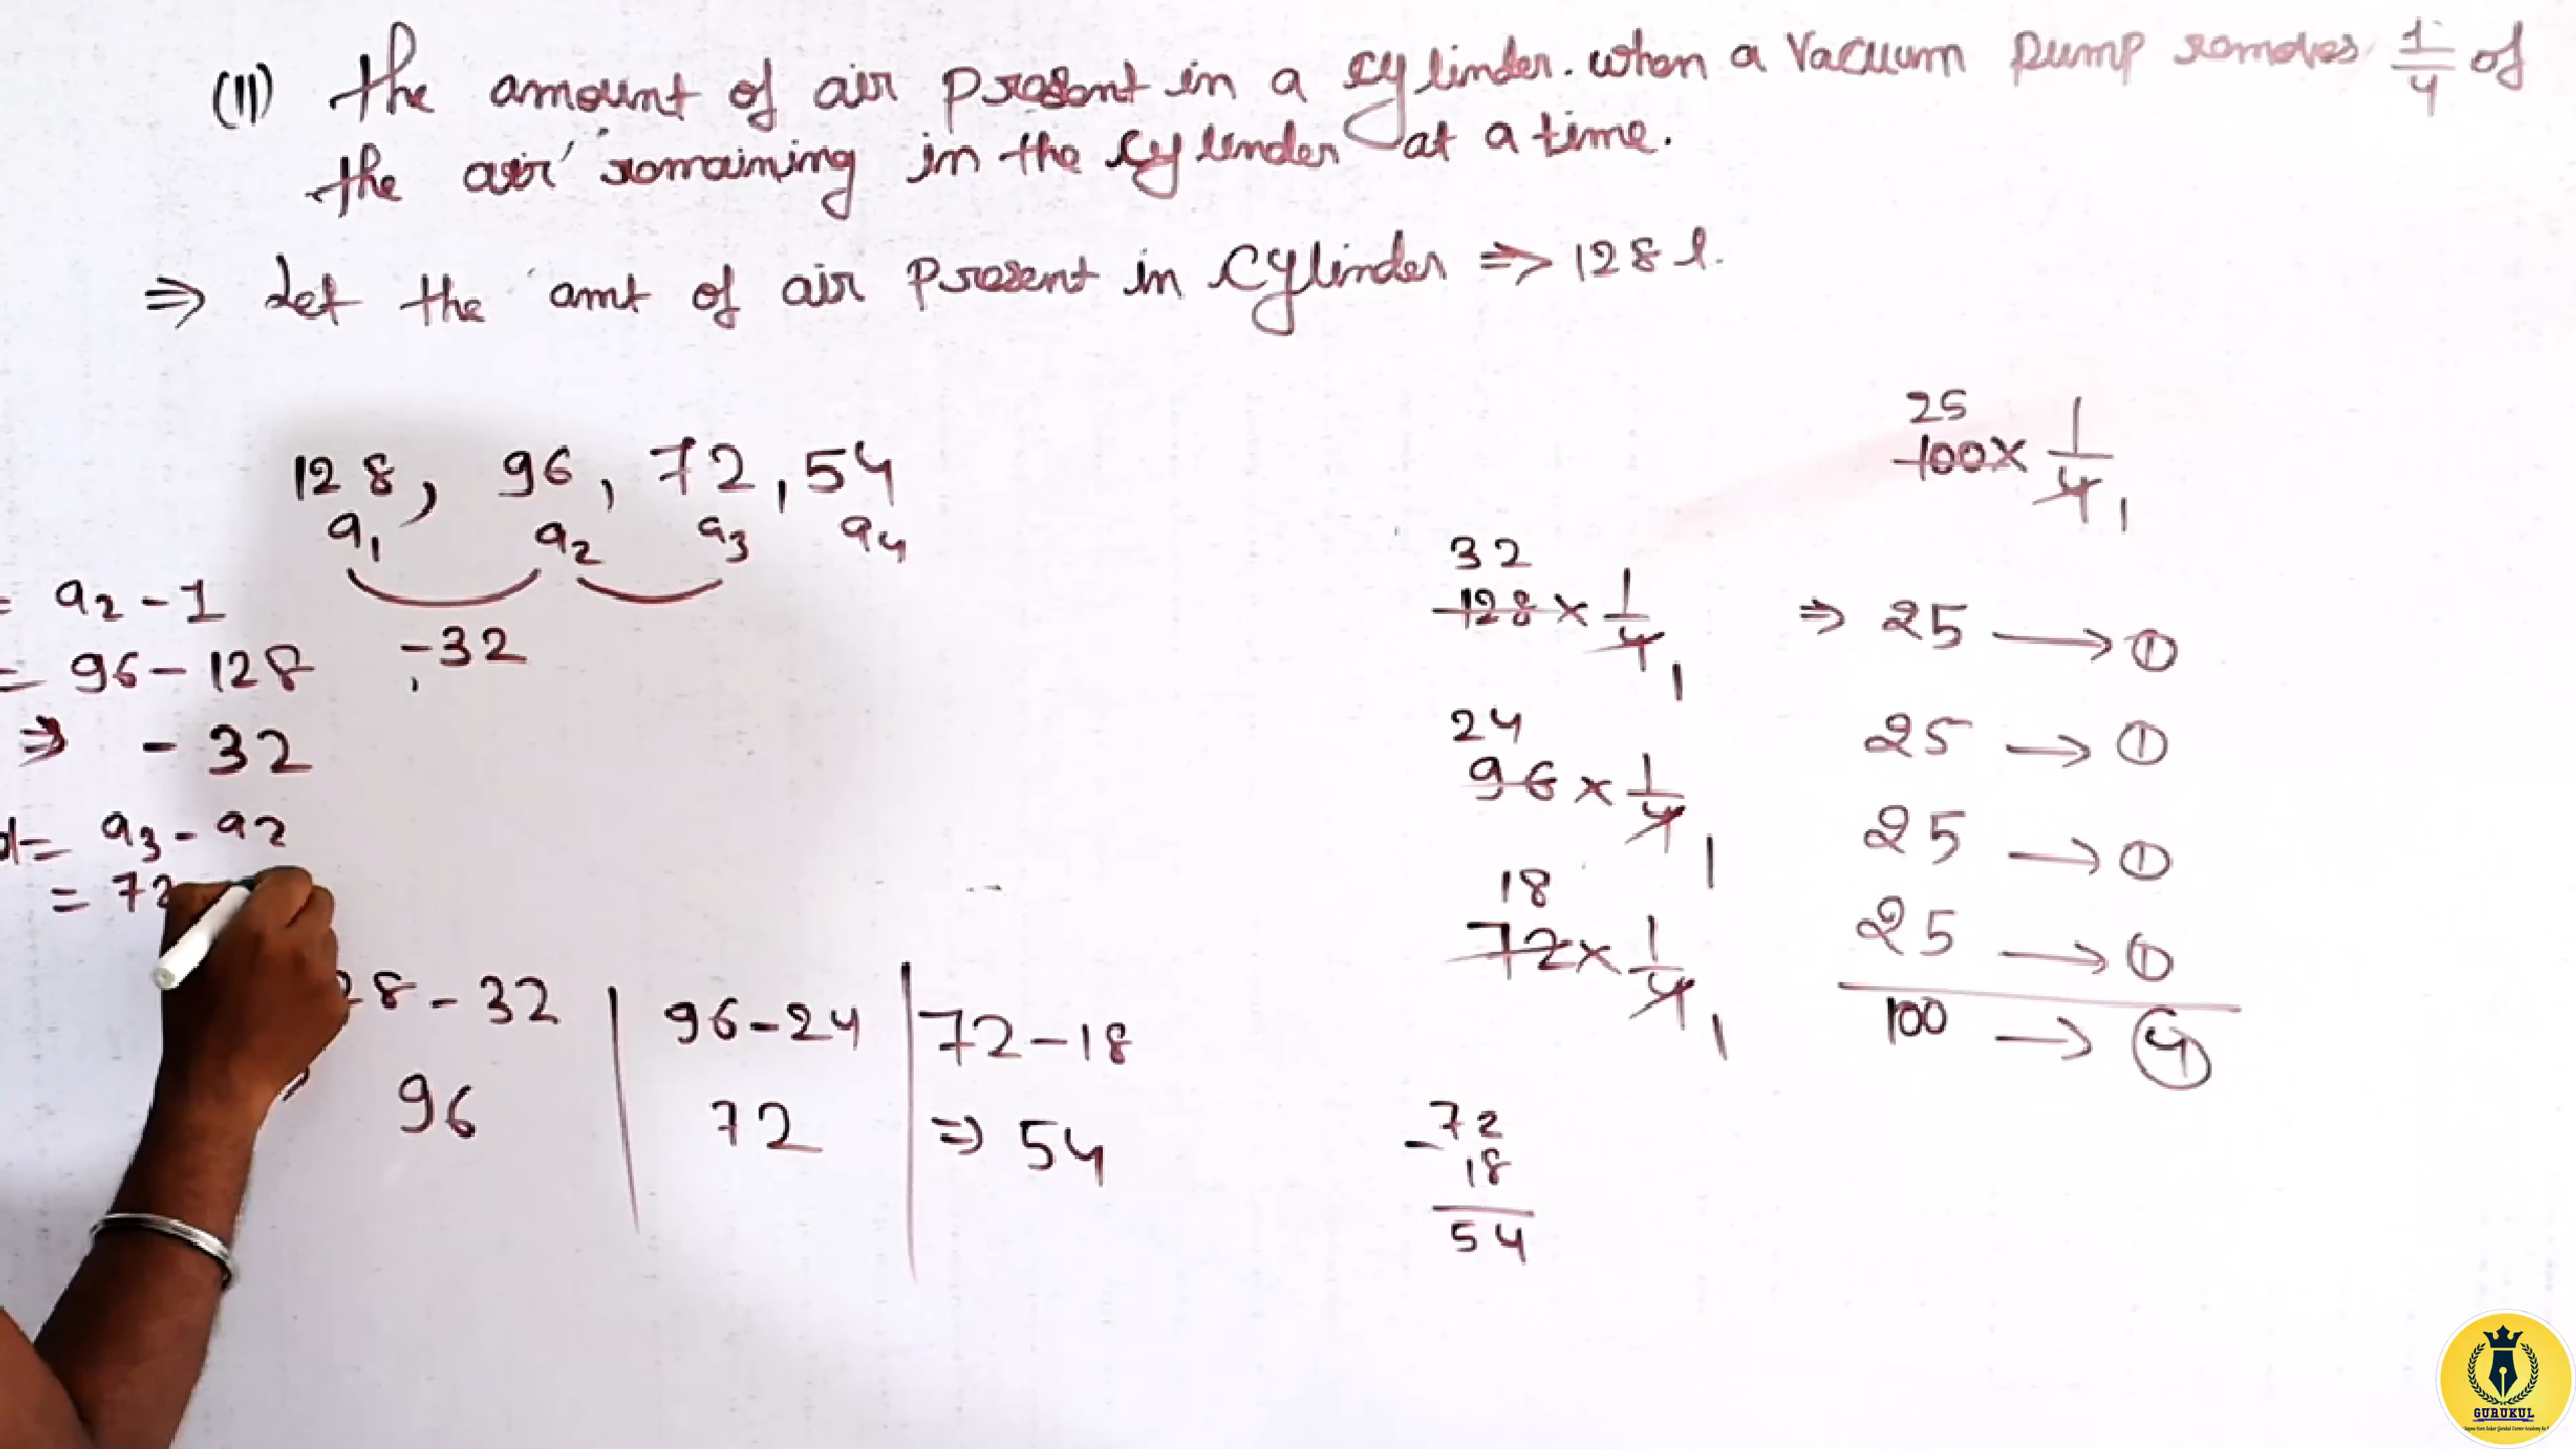 (II) The amount of air present in a cylinder. when a vacuum pump removes 1/4 of
the air remaining in the cylinder at a time.
⇒ Let the amt of air present in cylinder ⇒ 128 l.
128, 96, 72, 54
a1 a2 a3 a4
= a2 - 1
= 96 - 128
-32
⇒ - 32
d = a3 - a2
= 72
28 - 32
96
96 - 24
72
72 - 18
⇒ 54
32
128 × 1/4 1
24
96 × 1/4 1
18
72 × 1/4 1
-72
18
54
25
100 × 1/4 1
⇒ 25 → ①
25 → ①
25 → ①
25 → ①
100 → ④
GURUKUL